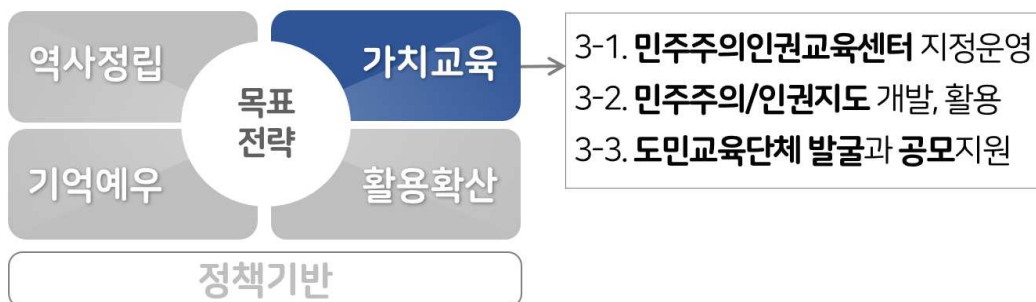 역사정립
가치교육
목표
전략
기억예우
활용확산
정책기반
3-1. 민주주의인권교육센터 지정운영
3-2. 민주주의/인권지도 개발, 활용
3-3. 도민교육단체 발굴과 공모지원